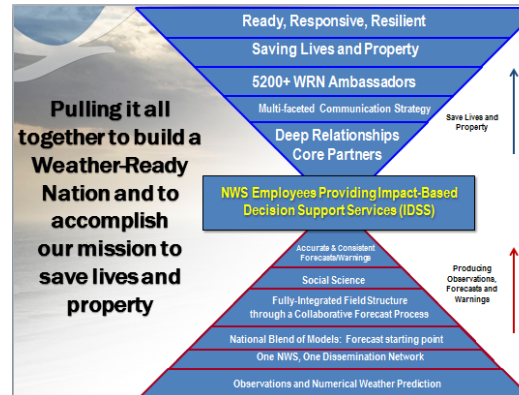 Pulling it all
together to build a
Weather-Ready
Nation and to
accomplish
our mission to
save lives and
property
Ready, Responsive, Resilient
Saving Lives and Property
5200+ WRN Ambassadors
Multi-faceted Communication Strategy
Deep Relationships
Core Partners
Save Lives and
Property
NWS Employees Providing Impact-Based
Decision Support Services (IDSS)
Accurate & Consistent
Forecasts/Warnings
Social Science
Fully-Integrated Field Structure
through a Collaborative Forecast Process
National Blend of Models: Forecast starting point
One NWS, One Dissemination Network
Observations and Numerical Weather Prediction
Producing
Observations,
Forecasts and
Warnings